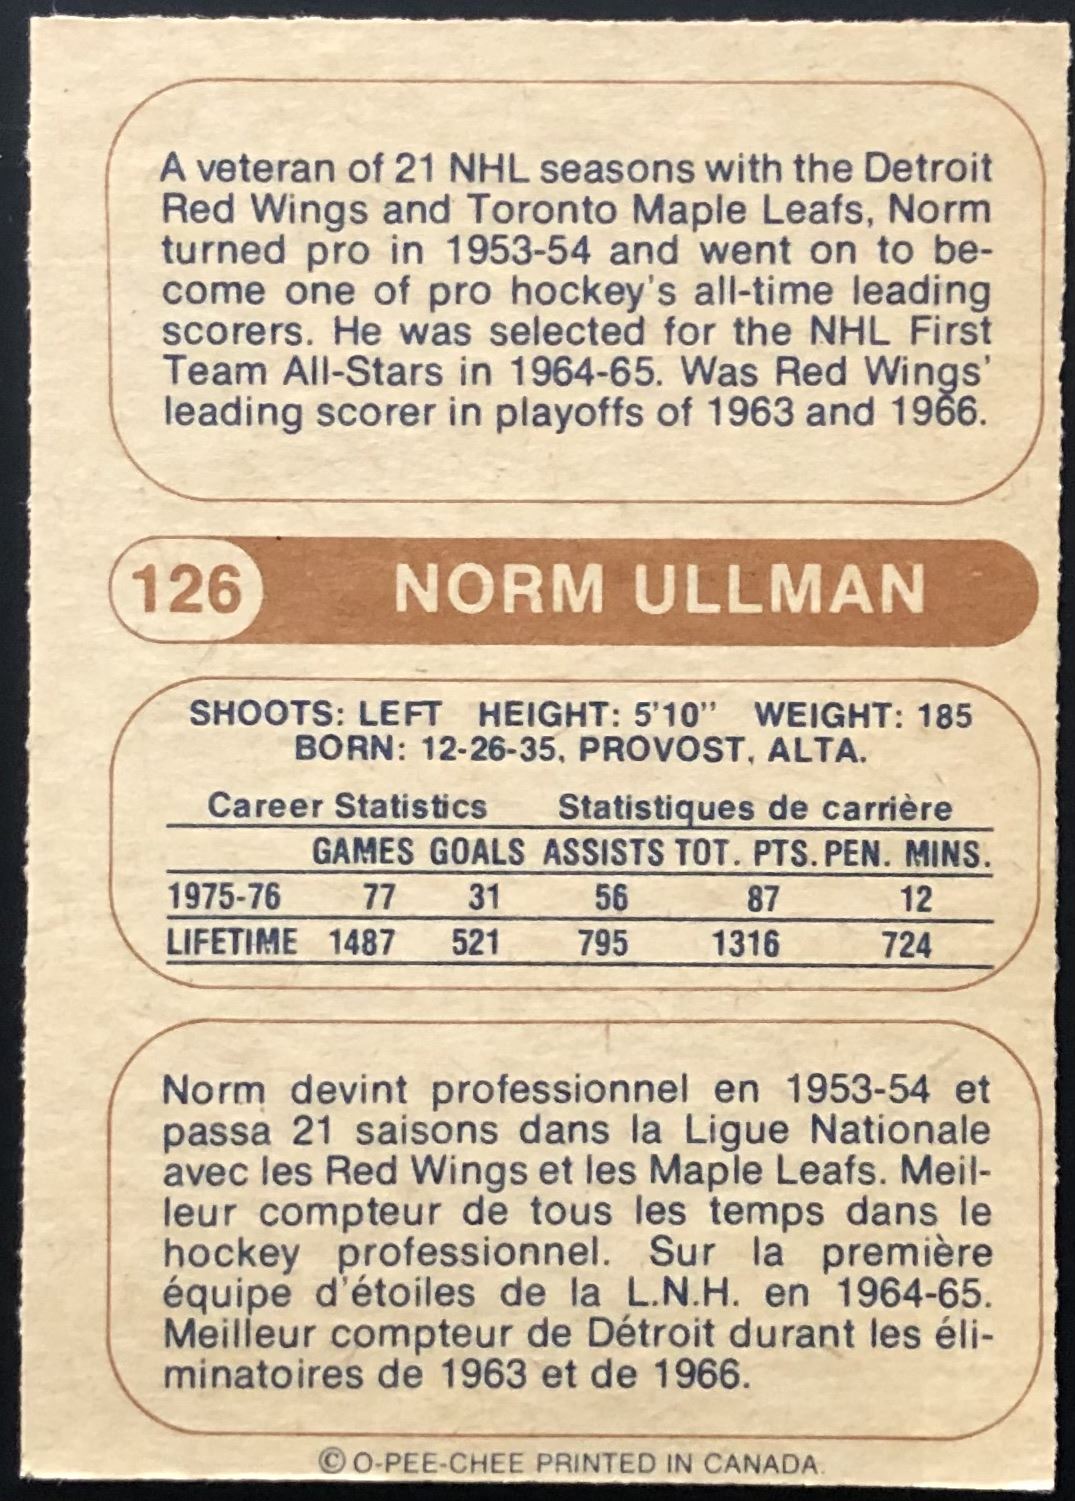 A veteran of 21 NHL seasons with the Detroit
Red Wings and Toronto Maple Leafs, Norm
turned pro in 1953-54 and went on to be-
come one of pro hockey's all-time leading
scorers. He was selected for the NHL First
Team All-Stars in 1964-65. Was Red Wings'
leading scorer in playoffs of 1963 and 1966.
126 NORM ULLMAN
SHOOTS: LEFT HEIGHT: 5'10" WEIGHT: 185
BORN: 12-26-35, PROVOST, ALTA.
Career Statistics Statistiques de carrière
GAMES GOALS ASSISTS TOT. PTS. PEN. MINS.
1975-76 77 31 56 87 12
LIFETIME 1487 521 795 1316 724
Norm devint professionnel en 1953-54 et
passa 21 saisons dans la Ligue Nationale
avec les Red Wings et les Maple Leafs. Meil-
leur compteur de tous les temps dans le
hockey professionnel. Sur la première
équipe d'étoiles de la L.N.H. en 1964-65.
Meilleur compteur de Détroit durant les éli-
minatoires de 1963 et de 1966.
© O-PEE-CHEE PRINTED IN CANADA.